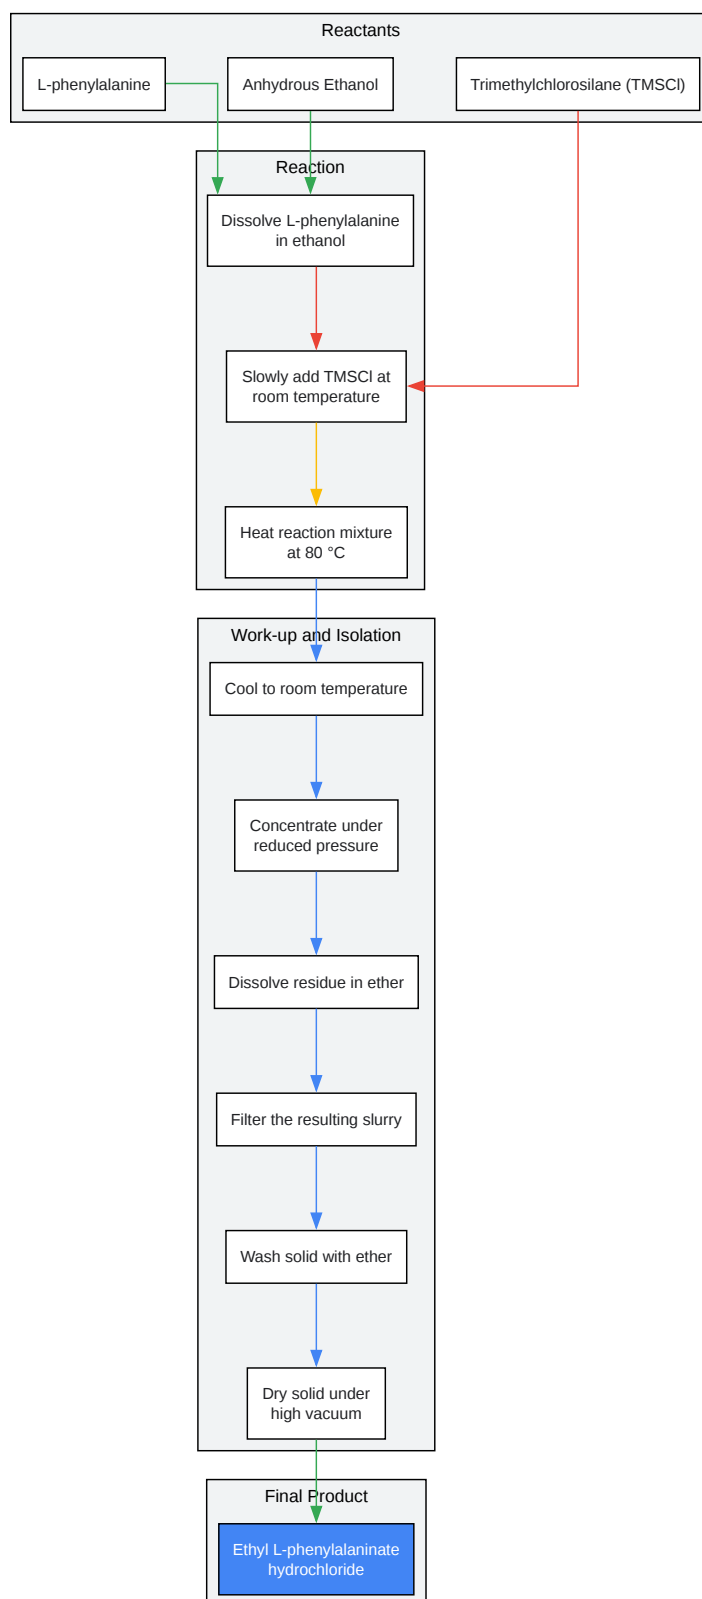 Reactants
L-phenylalanine
Anhydrous Ethanol
Trimethylchlorosilane (TMSCl)
Reaction
Dissolve L-phenylalanine
in ethanol
Slowly add TMSCl at
room temperature
Heat reaction mixture
at 80 °C
Work-up and Isolation
Cool to room temperature
Concentrate under
reduced pressure
Dissolve residue in ether
Filter the resulting slurry
Wash solid with ether
Dry solid under
high vacuum
Final Product
Ethyl L-phenylalaninate
hydrochloride